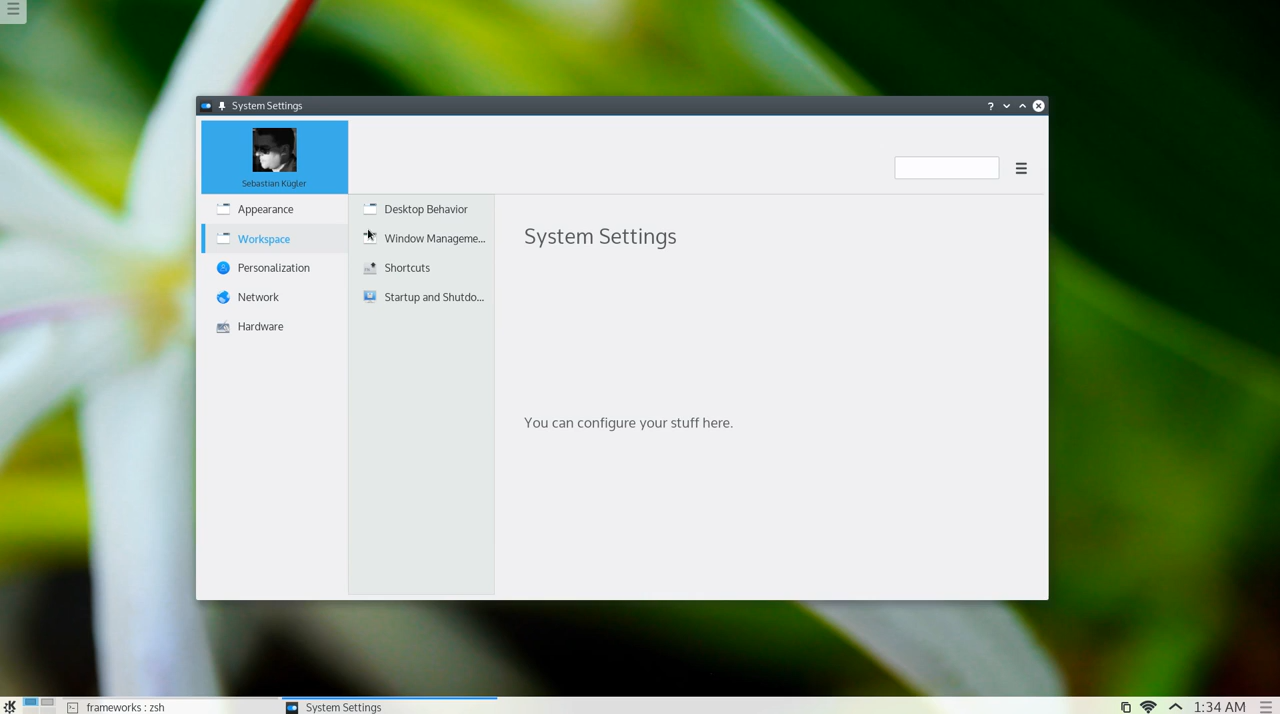 System Settings
?
Sebastian Kügler
Appearance
Workspace
Personalization
Network
Hardware
Desktop Behavior
Window Manageme...
Shortcuts
Startup and Shutdo...
System Settings
You can configure your stuff here.
frameworks : zsh
System Settings
1:34 AM